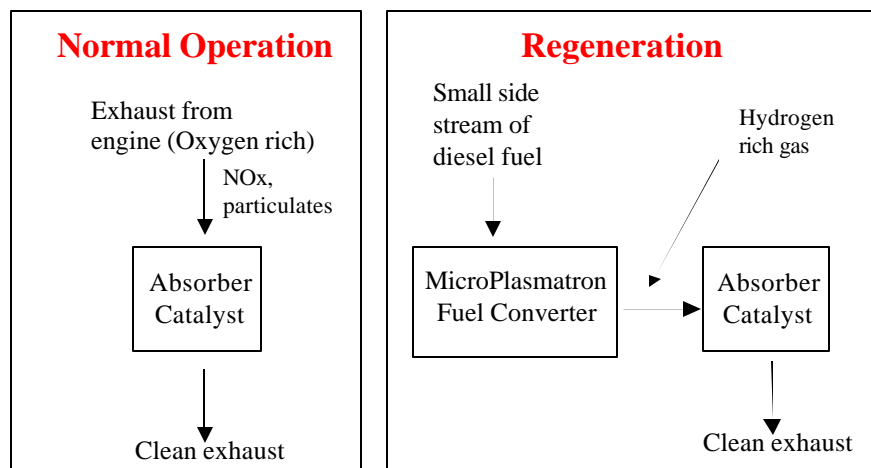 Normal Operation
Exhaust from
engine (Oxygen rich)
NOx,
particulates
Absorber
Catalyst
Clean exhaust
Regeneration
Small side
stream of
diesel fuel
Hydrogen
rich gas
MicroPlasmatron
Fuel Converter
Absorber
Catalyst
Clean exhaust